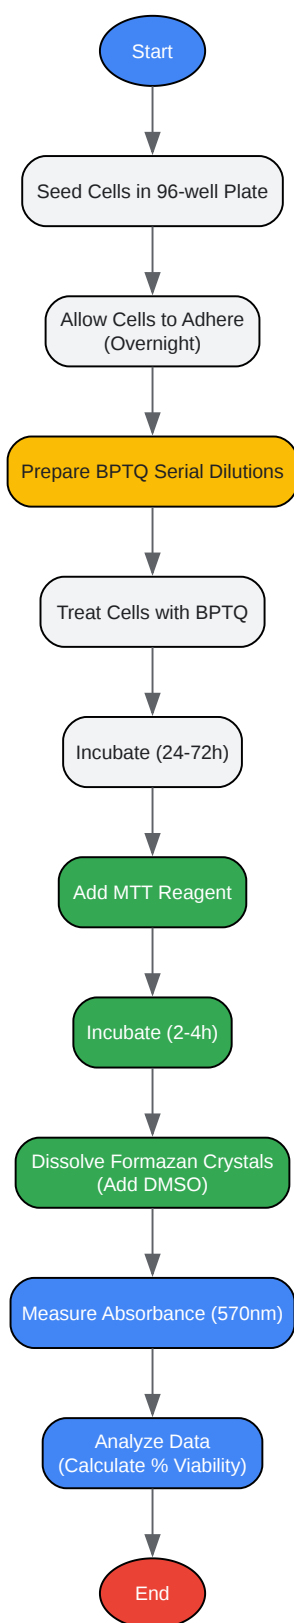 Start
Seed Cells in 96-well Plate
Allow Cells to Adhere
(Overnight)
Prepare BPTQ Serial Dilutions
Treat Cells with BPTQ
Incubate (24-72h)
Add MTT Reagent
Incubate (2-4h)
Dissolve Formazan Crystals
(Add DMSO)
Measure Absorbance (570nm)
Analyze Data
(Calculate % Viability)
End